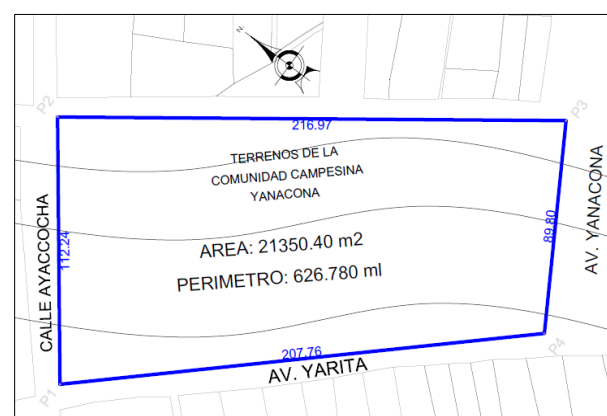 N.
P2
P3
216.97
TERRENOS DE LA
COMUNIDAD CAMPESINA
YANACONA
CALLE AYACCOCHA
112.24
AREA: 21350.40 m2
PERIMETRO: 626.780 ml
89.80
AV. YANACONA
207.76
AV. YARITA
P1
P4